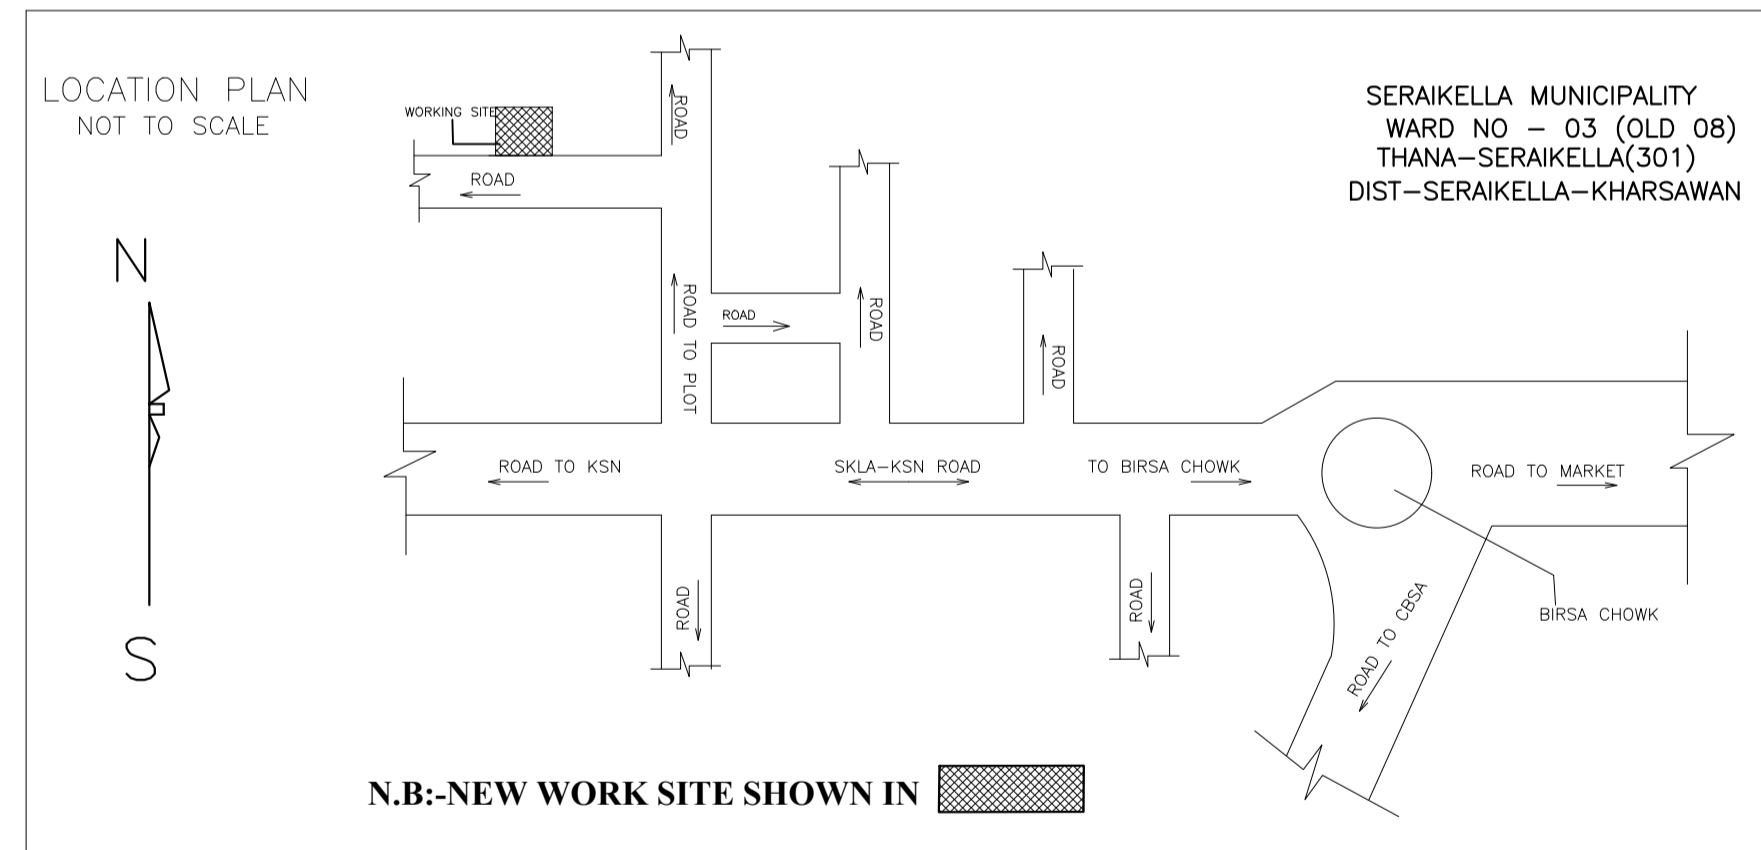 LOCATION PLAN
NOT TO SCALE
SERAIKELLA MUNICIPALITY
WARD NO - 03 (OLD 08)
THANA-SERAIKELLA(301)
DIST-SERAIKELLA-KHARSAWAN
WORKING SITE
ROAD
ROAD
N
ROAD TO PLOT
ROAD
ROAD
ROAD
ROAD TO KSN
SKLA-KSN ROAD
TO BIRSA CHOWK
ROAD TO MARKET
ROAD
ROAD
ROAD TO CBSA
BIRSA CHOWK
S
N.B:-NEW WORK SITE SHOWN IN